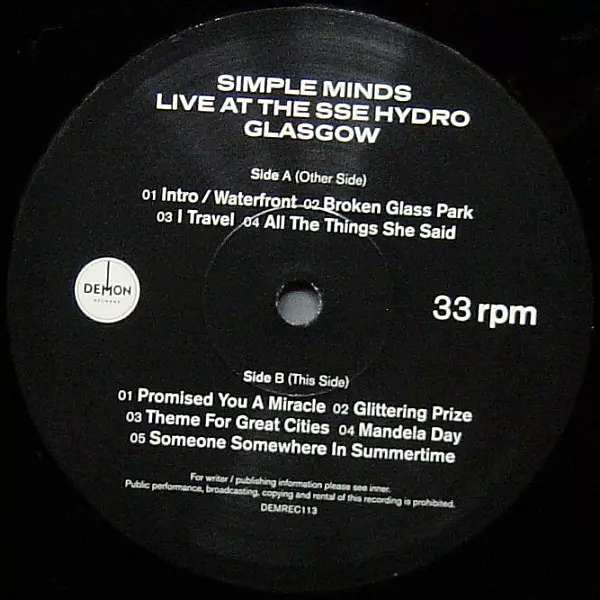 SIMPLE MINDS
LIVE AT THE SSE HYDRO
GLASGOW
Side A (Other Side)
01 Intro / Waterfront 02 Broken Glass Park
03 I Travel 04 All The Things She Said
DEMON
RECORDS
33 rpm
Side B (This Side)
01 Promised You A Miracle 02 Glittering Prize
03 Theme For Great Cities 04 Mandela Day
05 Someone Somewhere In Summertime
For writer / publishing information please see inner.
Public performance, broadcasting, copying and rental of this recording is prohibited.
DEMREC113